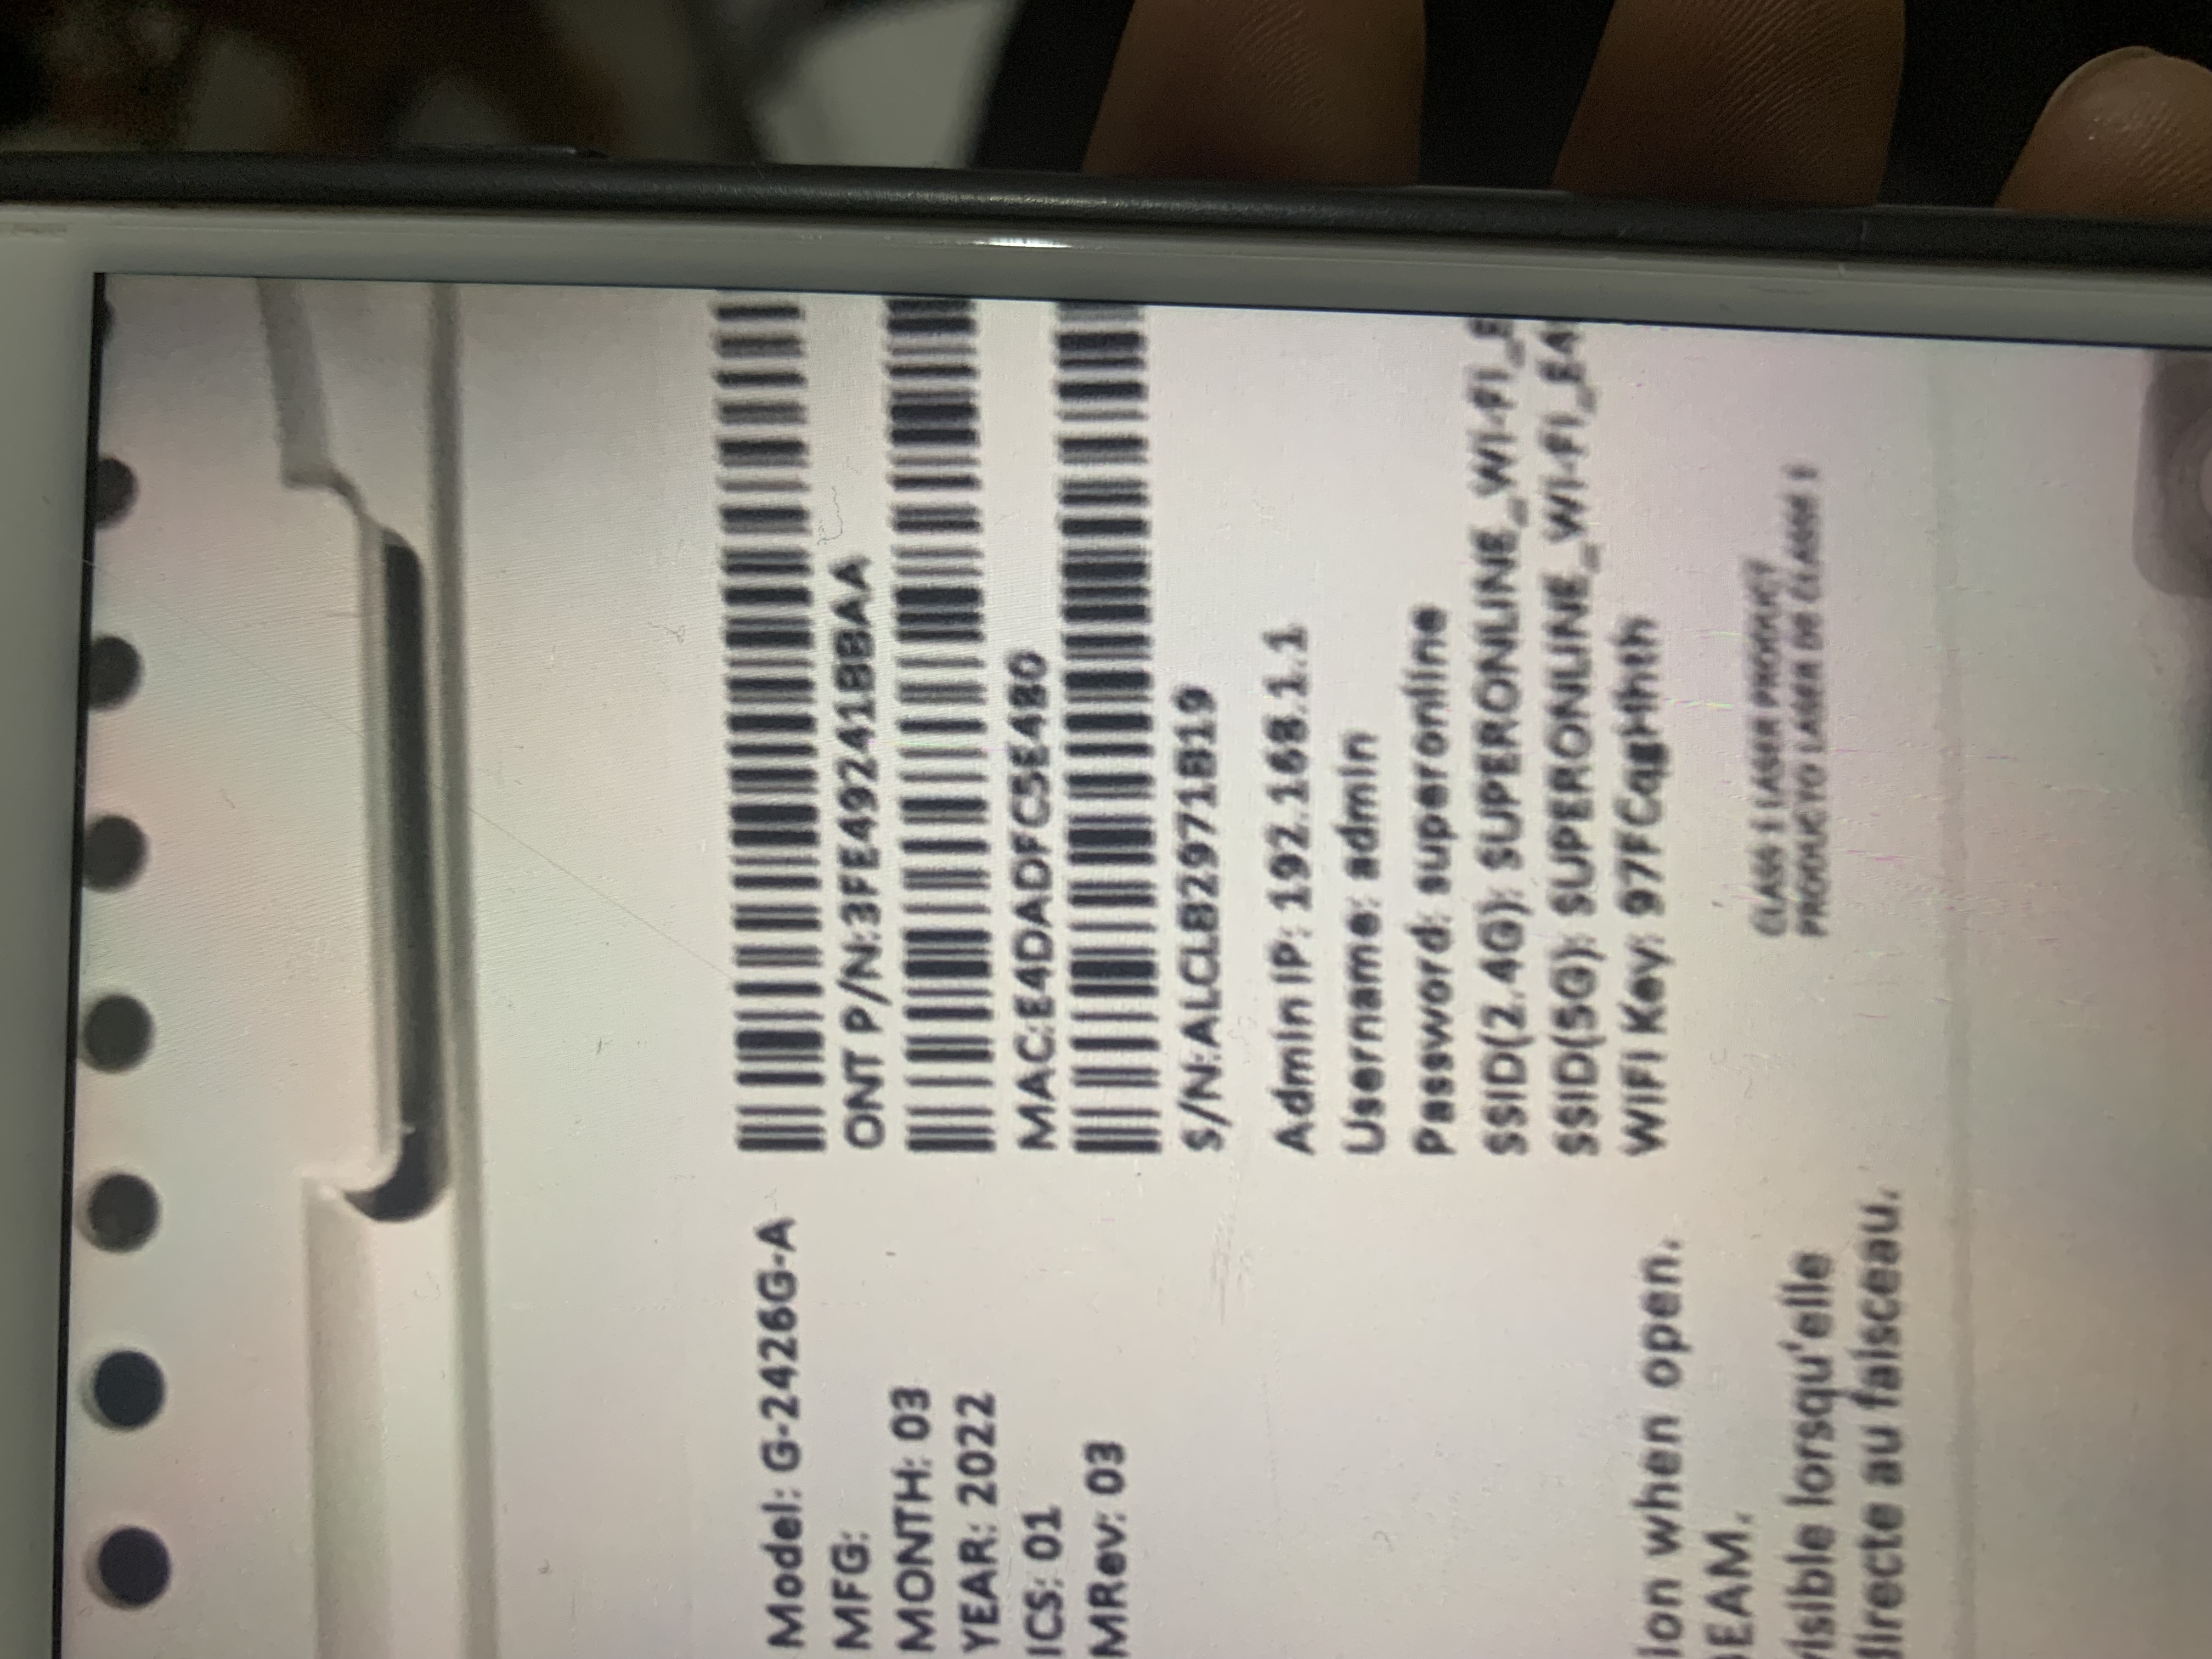 Model: G-2426G-A
MFG:
MONTH: 03
YEAR: 2022
ICS: 01
MRev: 03
ONT P/N:3FE49241BBAA
MAC:E4DADFC5E480
S/N:ALCLB2971B19
Admin IP: 192.168.1.1
Username: admin
Password: superonline
SSID(2.4G): SUPERONLINE_WI-FI_
SSID(5G): SUPERONLINE_WI-FI_E4
WiFi Key: 97FCqgHhth
ion when open.
BEAM.
visible lorsqu'elle
directe au faisceau.
CLASS 1 LASER PRODUCT
PRODUCTO LASER DE CLASSE 1